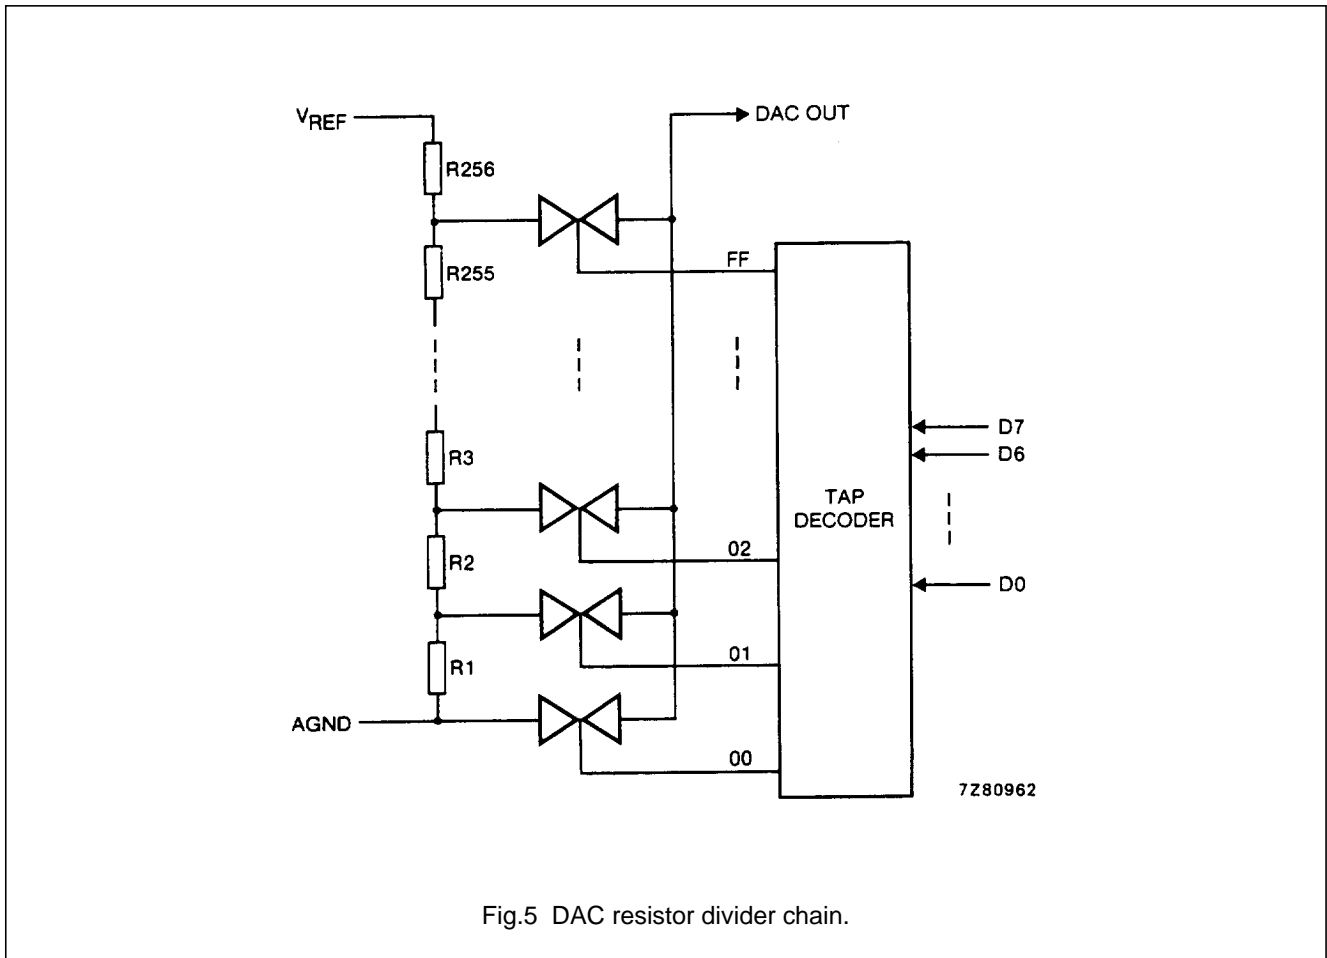 VREF
DAC OUT
R256
R255
FF
D7
D6
R3
TAP
DECODER
02
R2
D0
01
R1
AGND
00
7Z80962
Fig.5 DAC resistor divider chain.